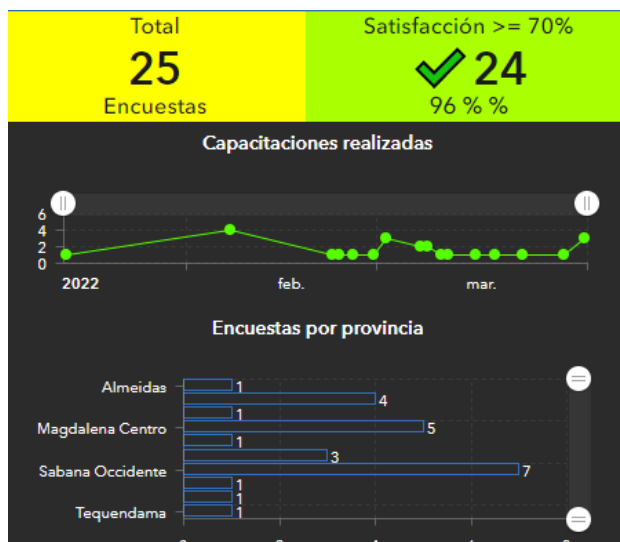 Total
25
Encuestas
Satisfacción >= 70%
24
96 % %
Capacitaciones realizadas
6
4
2
0
2022 feb. mar.
Encuestas por provincia
Almeidas 1
4
1
Magdalena Centro 5
1
3
Sabana Occidente 7
1
1
Tequendama 1